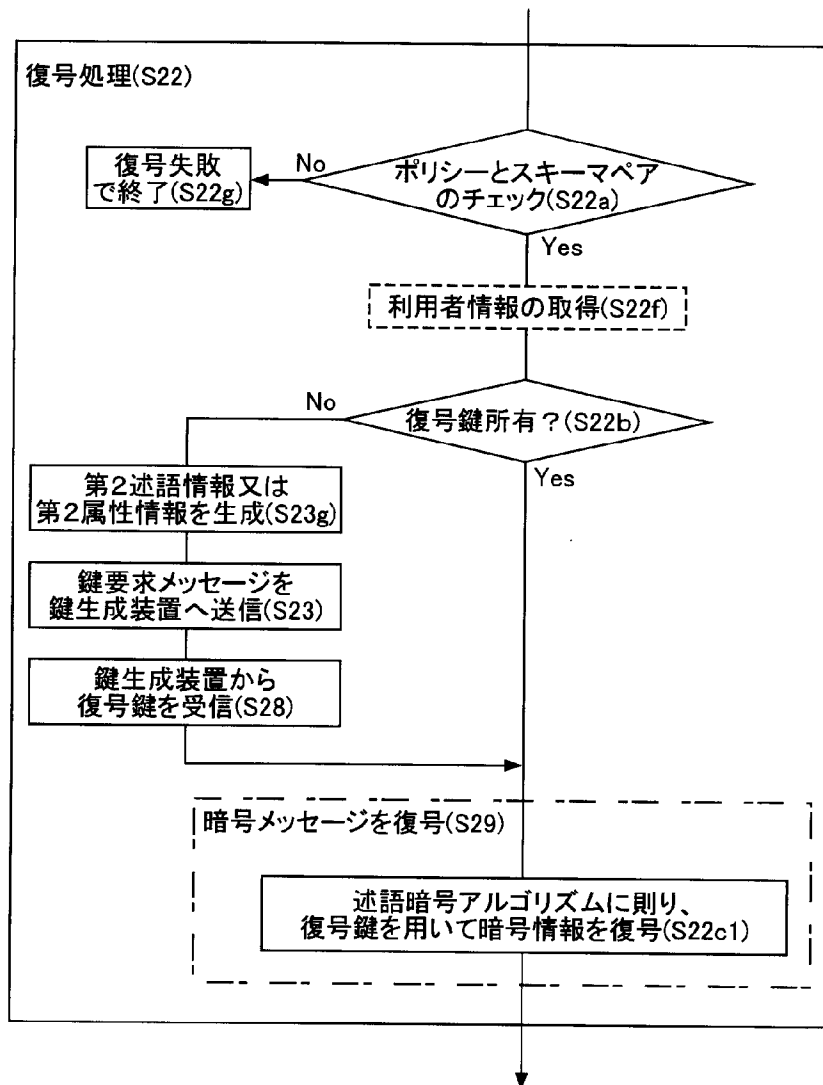 復号処理(S22)
復号失敗
で終了(S22g)
No
ポリシーとスキーマペア
のチェック(S22a)
Yes
利用者情報の取得(S22f)
No
復号鍵所有？(S22b)
Yes
第2述語情報又は
第2属性情報を生成(S23g)
鍵要求メッセージを
鍵生成装置へ送信(S23)
鍵生成装置から
復号鍵を受信(S28)
暗号メッセージを復号(S29)
述語暗号アルゴリズムに則り、
復号鍵を用いて暗号情報を復号(S22c1)